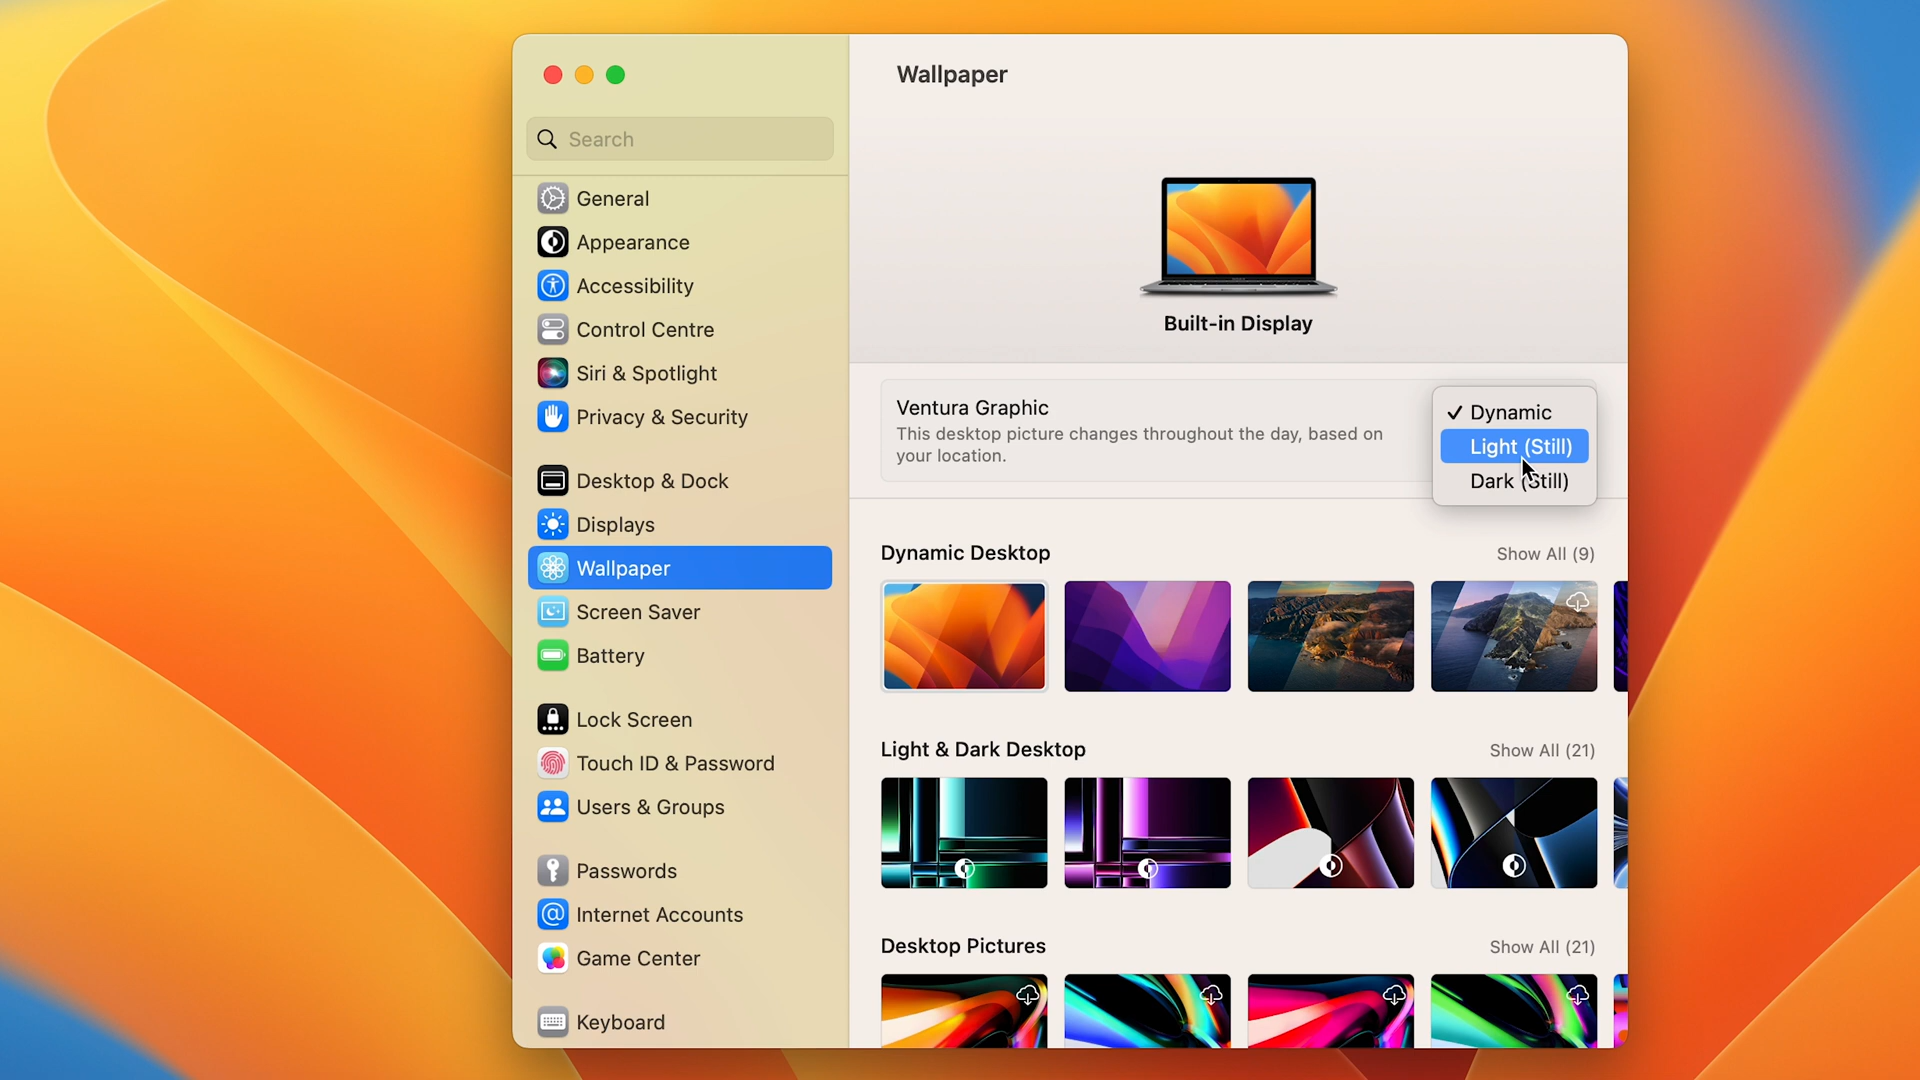 Wallpaper
Search
General
Appearance
Accessibility
Control Centre
Siri & Spotlight
Privacy & Security
Desktop & Dock
Displays
Wallpaper
Screen Saver
Battery
Lock Screen
Touch ID & Password
Users & Groups
Passwords
Internet Accounts
Game Center
Keyboard
Built-in Display
Ventura Graphic
This desktop picture changes throughout the day, based on
your location.
✓ Dynamic
Light (Still)
Dark (Still)
Dynamic Desktop
Show All (9)
Light & Dark Desktop
Show All (21)
Desktop Pictures
Show All (21)